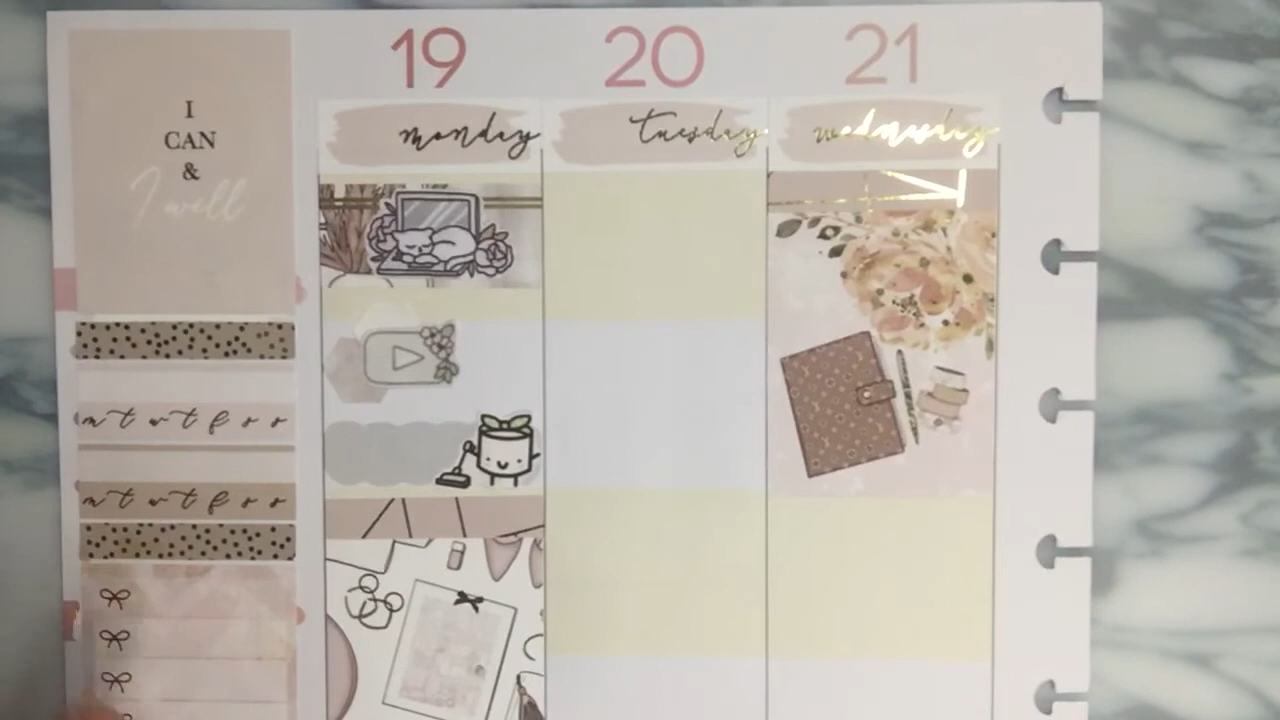 19 20 21
monday tuesday wednesday
I
CAN
&
I will
m t w t f s s
m t w t f s s